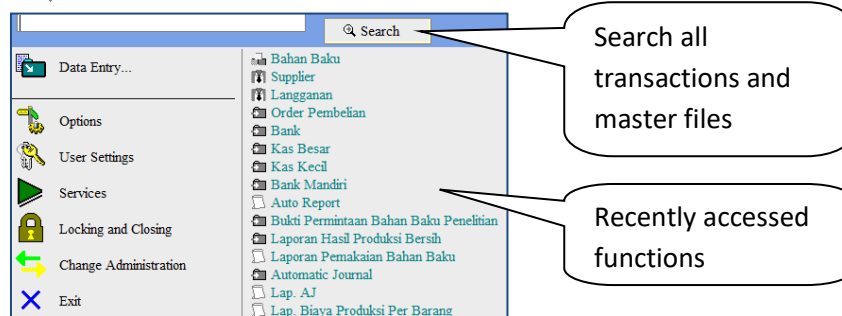 Search
Data Entry...
Options
User Settings
Services
Locking and Closing
Change Administration
Exit
Bahan Baku
Supplier
Langganan
Order Pembelian
Bank
Kas Besar
Kas Kecil
Bank Mandiri
Auto Report
Bukti Permintaan Bahan Baku Penelitian
Laporan Hasil Produksi Bersih
Laporan Pemakaian Bahan Baku
Automatic Journal
Lap. AJ
Lap. Biaya Produksi Per Barang
Search all
transactions and
master files
Recently accessed
functions